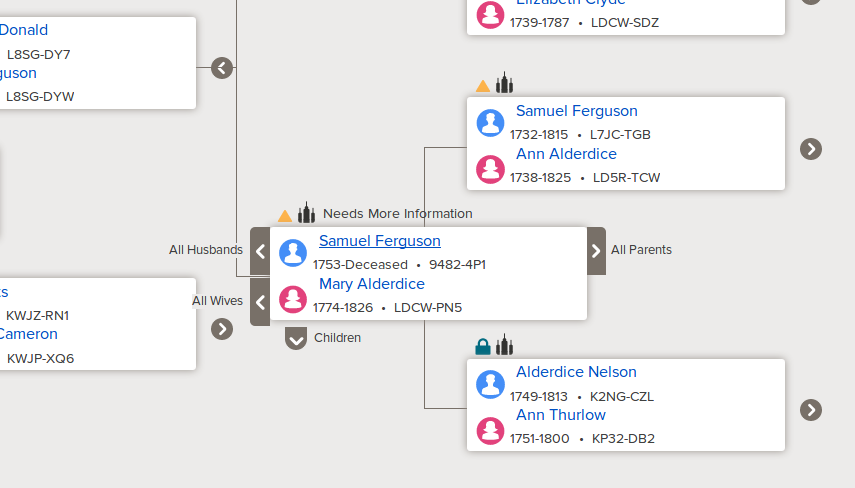 Donald
L8SG-DY7
guson
L8SG-DYW
Elizabeth Clyde
1739-1787 • LDCW-SDZ
Samuel Ferguson
1732-1815 • L7JC-TGB
Ann Alderdice
1738-1825 • LD5R-TCW
Needs More Information
All Husbands
Samuel Ferguson
1753-Deceased • 9482-4P1
All Parents
All Wives
Mary Alderdice
1774-1826 • LDCW-PN5
Children
ts
KWJZ-RN1
Cameron
KWJP-XQ6
Alderdice Nelson
1749-1813 • K2NG-CZL
Ann Thurlow
1751-1800 • KP32-DB2